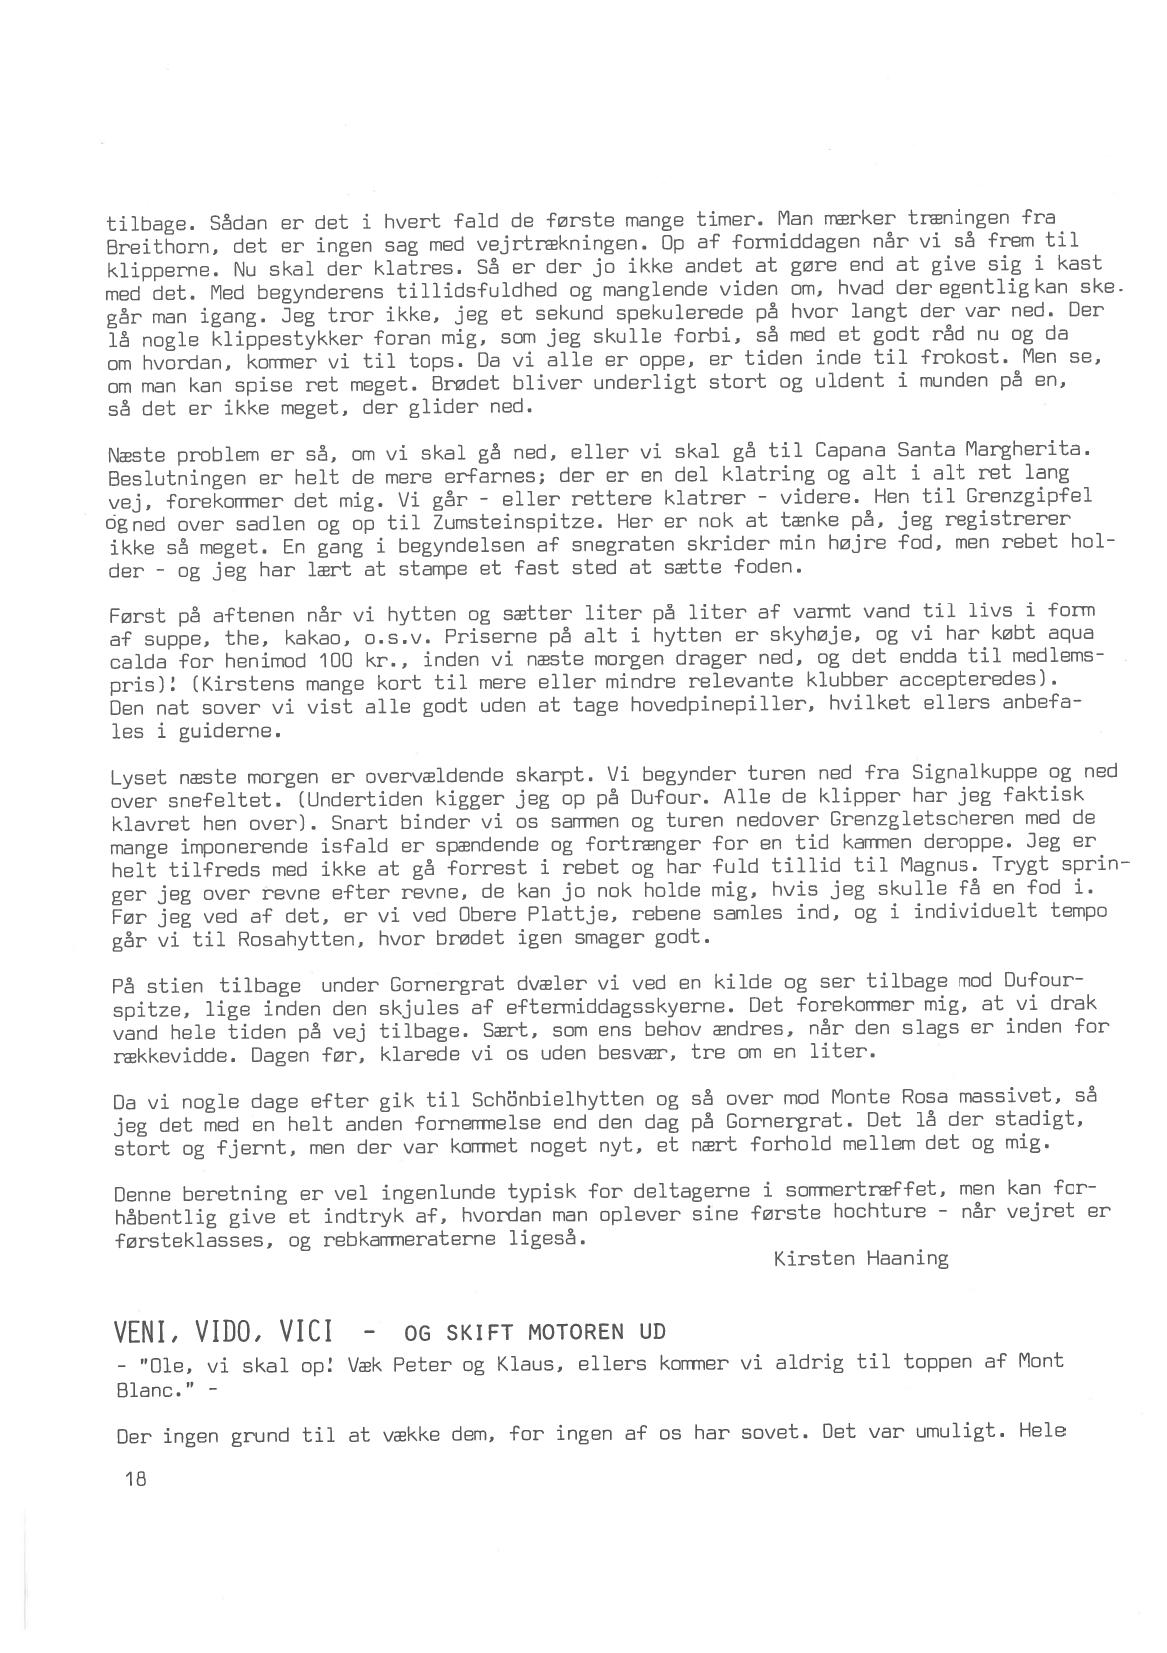 tilbage. Sådan er det i hvert fald de første mange timer. Man mærker træningen fra
Breithorn, det er ingen sag med vejrtrækningen. Op af formiddagen når vi så frem til
klipperne. Nu skal der klatres. Så er der jo ikke andet at gøre end at give sig i kast
med det. Med begynderens tillidsfuldhed og manglende viden om, hvad der egentlig kan ske.
går man igang. Jeg tror ikke, jeg et sekund spekulerede på hvor langt der var ned. Der
lå nogle klippestykker foran mig, som jeg skulle forbi, så med et godt råd nu og da
om hvordan, kommer vi til tops. Da vi alle er oppe, er tiden inde til frokost. Men se,
om man kan spise ret meget. Brødet bliver underligt stort og uldent i munden på en,
så det er ikke meget, der glider ned.

Næste problem er så, om vi skal gå ned, eller vi skal gå til Capana Santa Margherita.
Beslutningen er helt de mere erfarnes; der er en del klatring og alt i alt ret lang
vej, forekommer det mig. Vi går - eller rettere klatrer - videre. Hen til Grenzgipfel
og ned over sadlen og op til Zumsteinspitze. Her er nok at tænke på, jeg registrerer
ikke så meget. En gang i begyndelsen af snegraten skrider min højre fod, men rebet hol-
der - og jeg har lært at stampe et fast sted at sætte foden.

Først på aftenen når vi hytten og sætter liter på liter af varmt vand til livs i form
af suppe, the, kakao, o.s.v. Priserne på alt i hytten er skyhøje, og vi har købt aqua
calda for henimod 100 kr., inden vi næste morgen drager ned, og det endda til medlems-
pris)! (Kirstens mange kort til mere eller mindre relevante klubber accepteredes).
Den nat sover vi vist alle godt uden at tage hovedpinepiller, hvilket ellers anbefa-
les i guiderne.

Lyset næste morgen er overvældende skarpt. Vi begynder turen ned fra Signalkuppe og ned
over snefeltet. (Undertiden kigger jeg op på Dufour. Alle de klipper har jeg faktisk
klavret hen over). Snart binder vi os sammen og turen nedover Grenzgletscheren med de
mange imponerende isfald er spændende og fortrænger for en tid kammen deroppe. Jeg er
helt tilfreds med ikke at gå forrest i rebet og har fuld tillid til Magnus. Trygt sprin-
ger jeg over revne efter revne, de kan jo nok holde mig, hvis jeg skulle få en fod i.
Før jeg ved af det, er vi ved Obere Plattje, rebene samles ind, og i individuelt tempo
går vi til Rosahytten, hvor brødet igen smager godt.

På stien tilbage under Gornergrat dvæler vi ved en kilde og ser tilbage mod Dufour-
spitze, lige inden den skjules af eftermiddagsskyerne. Det forekommer mig, at vi drak
vand hele tiden på vej tilbage. Sært, som ens behov ændres, når den slags er inden for
rækkevidde. Dagen før, klarede vi os uden besvær, tre om en liter.

Da vi nogle dage efter gik til Schönbielhytten og så over mod Monte Rosa massivet, så
jeg det med en helt anden fornemmelse end den dag på Gornergrat. Det lå der stadigt,
stort og fjernt, men der var kommet noget nyt, et nært forhold mellem det og mig.

Denne beretning er vel ingenlunde typisk for deltagerne i sommertræffet, men kan for-
håbentlig give et indtryk af, hvordan man oplever sine første hochture - når vejret er
førsteklasses, og rebkammeraterne ligeså.
Kirsten Haaning

VENI, VIDO, VICI - OG SKIFT MOTOREN UD
- "Ole, vi skal op! Væk Peter og Klaus, ellers kommer vi aldrig til toppen af Mont
Blanc." -

Der ingen grund til at vække dem, for ingen af os har sovet. Det var umuligt. Hele
18